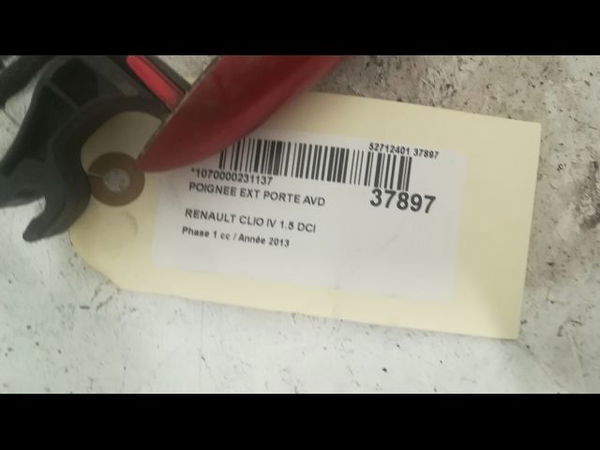 52712401 37897
*1070000231137
POIGNEE EXT PORTE AVD
37897
RENAULT CLIO IV 1.5 DCI
Phase 1 cc / Année 2013